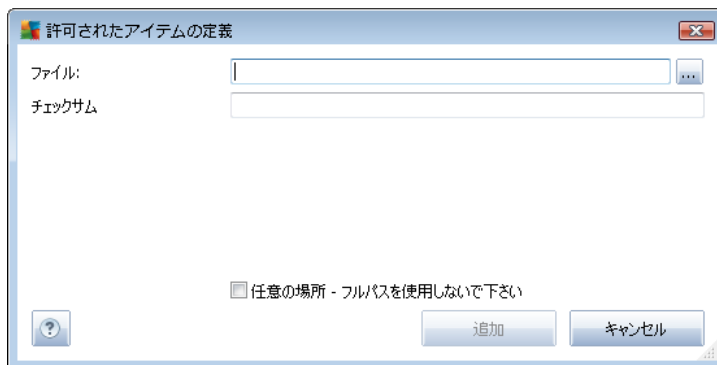 許可されたアイテムの定義
ファイル:
...
チェックサム
任意の場所 - フルパスを使用しないで下さい
?
追加
キャンセル